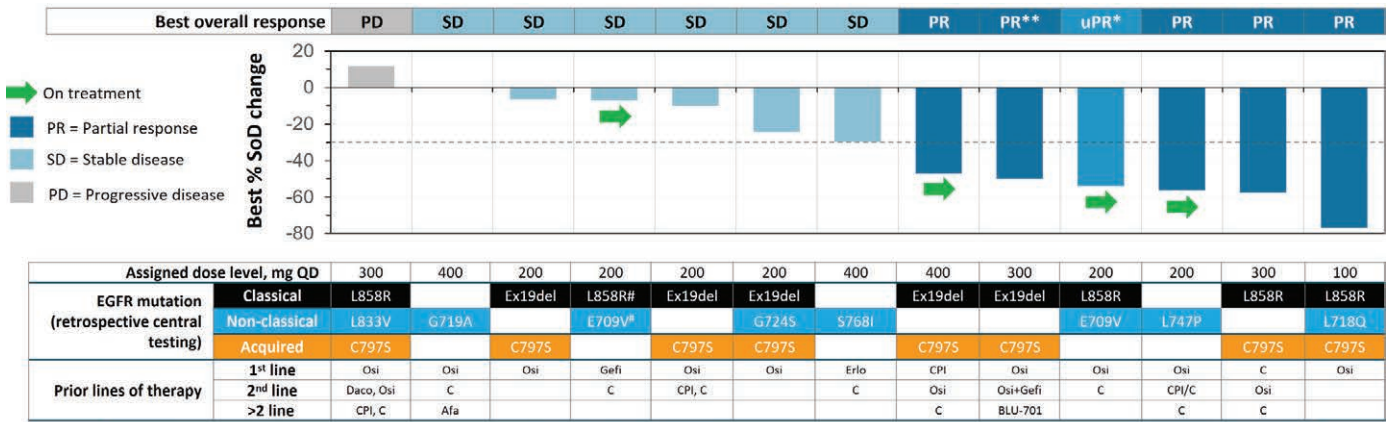 Best overall response PD SD SD SD SD SD SD PR PR** uPR* PR PR PR
Best % SoD change
20
0
-20
-40
-60
-80
On treatment
PR = Partial response
SD = Stable disease
PD = Progressive disease
Assigned dose level, mg QD 300 400 200 200 200 200 400 400 300 200 200 300 100
EGFR mutation (retrospective central testing)
Classical L858R Ex19del L858R# Ex19del Ex19del Ex19del Ex19del L858R L858R L858R
Non-classical L833V G719A E709V# G724S S768I E709V L747P L718Q
Acquired C797S C797S C797S C797S C797S C797S C797S C797S
Prior lines of therapy
1st line Osi Osi Osi Gefi Osi Osi Erlo CPI Osi Osi Osi C Osi
2nd line Daco, Osi C C CPI, C C Osi Osi+Gefi C CPI/C Osi
>2 line CPI, C Afa C BLU-701 C C